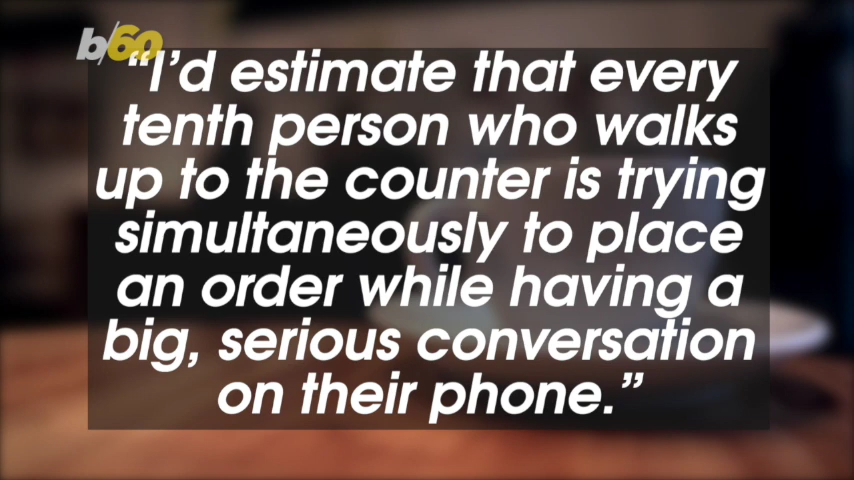 b/60
“I’d estimate that every
tenth person who walks
up to the counter is trying
simultaneously to place
an order while having a
big, serious conversation
on their phone.”